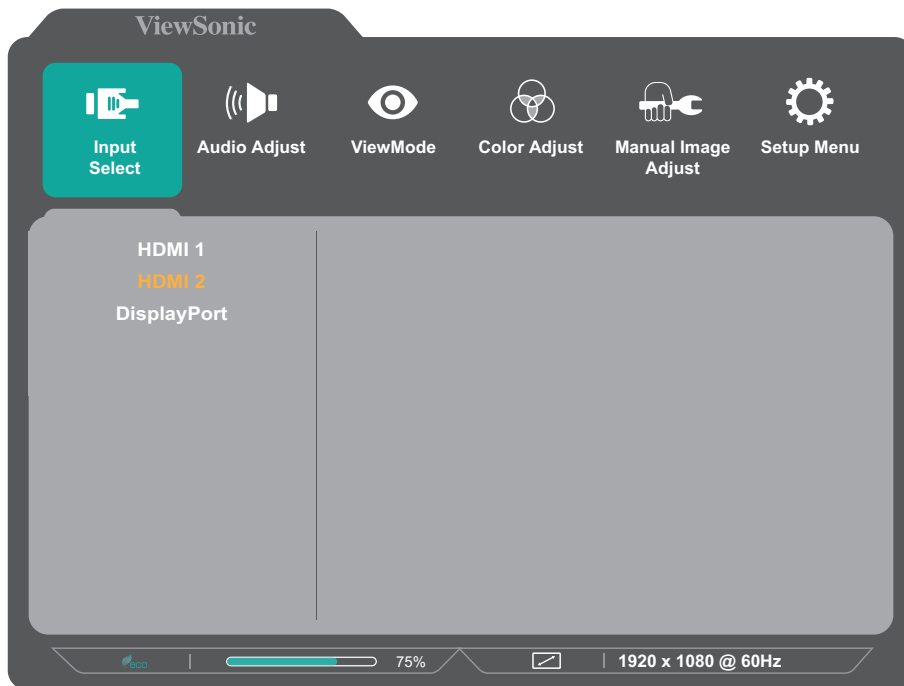 ViewSonic
Input
Select
Audio Adjust
ViewMode
Color Adjust
Manual Image
Adjust
Setup Menu
HDMI 1
HDMI 2
DisplayPort
eco
75%
1920 x 1080 @ 60Hz